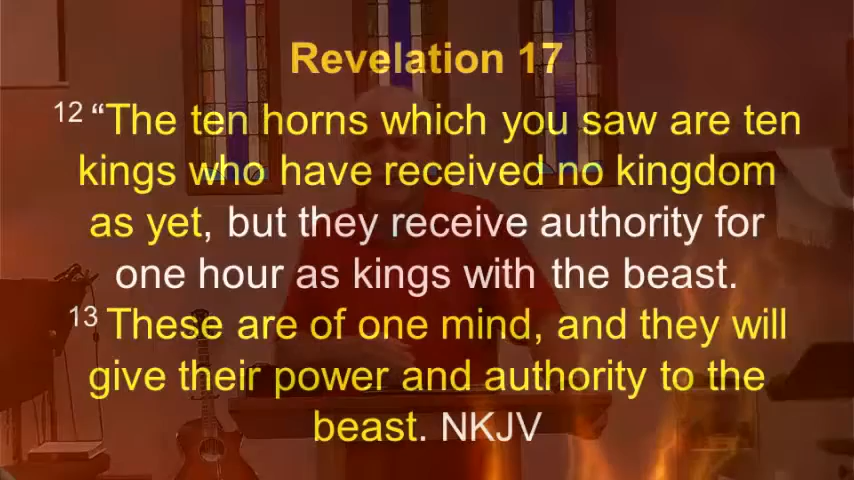 Revelation 17
12 “The ten horns which you saw are ten
kings who have received no kingdom
as yet, but they receive authority for
one hour as kings with the beast.
13 These are of one mind, and they will
give their power and authority to the
beast. NKJV